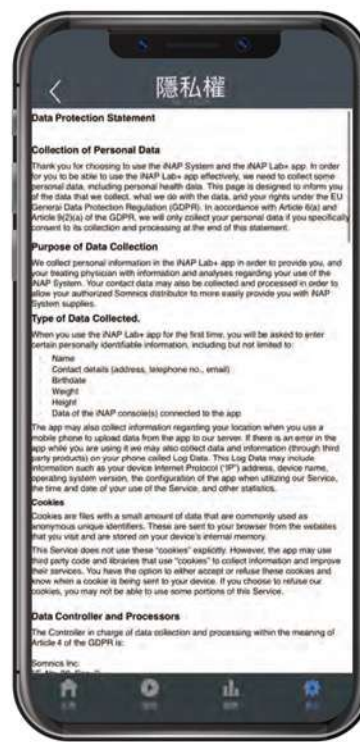 隱私權
Data Protection Statement
Collection of Personal Data
Thank you for choosing to use the iNAP System and the iNAP Lab+ app. In order
for you to be able to use the iNAP Lab+ app effectively, we need to collect some
personal data, including personal health data. This page is designed to inform you
of the data that we collect, what we do with the data, and your rights under the EU
General Data Protection Regulation (GDPR). In accordance with Article 6(a) and
Article 9(2)(a) of the GDPR, we will only collect your personal data if you specifically
consent to its collection and processing at the end of this statement.
Purpose of Data Collection
We collect personal information in the iNAP Lab+ app in order to provide you, and
your treating physician with information and analyses regarding your use of the
iNAP System. Your contact data may also be collected and processed in order to
allow your authorized Somnics distributor to more easily provide you with iNAP
System supplies.
Type of Data Collected.
When you use the iNAP Lab+ app for the first time, you will be asked to enter
certain personally identifiable information, including but not limited to:
Name
Contact details (address, telephone no., email)
Birthdate
Weight
Height
Data of the iNAP console(s) connected to the app
The app may also collect information regarding your location when you use a
mobile phone to upload data from the app to our server. If there is an error in the
app while you are using it we may also collect data and information (through third
party products) on your phone called Log Data. This Log Data may include
information such as your device Internet Protocol ("IP") address, device name,
operating system version, the configuration of the app when utilizing our Service,
the time and date of your use of the Service, and other statistics.
Cookies
Cookies are files with a small amount of data that are commonly used as
anonymous unique identifiers. These are sent to your browser from the websites
that you visit and are stored on your device's internal memory.
This Service does not use these "cookies" explicitly. However, the app may use
third party code and libraries that use "cookies" to collect information and improve
their services. You have the option to either accept or refuse these cookies and
know when a cookie is being sent to your device. If you choose to refuse our
cookies, you may not be able to use some portions of this Service.
Data Controller and Processors
The Controller in charge of data collection and processing within the meaning of
Article 4 of the GDPR is:
Somnics Inc.